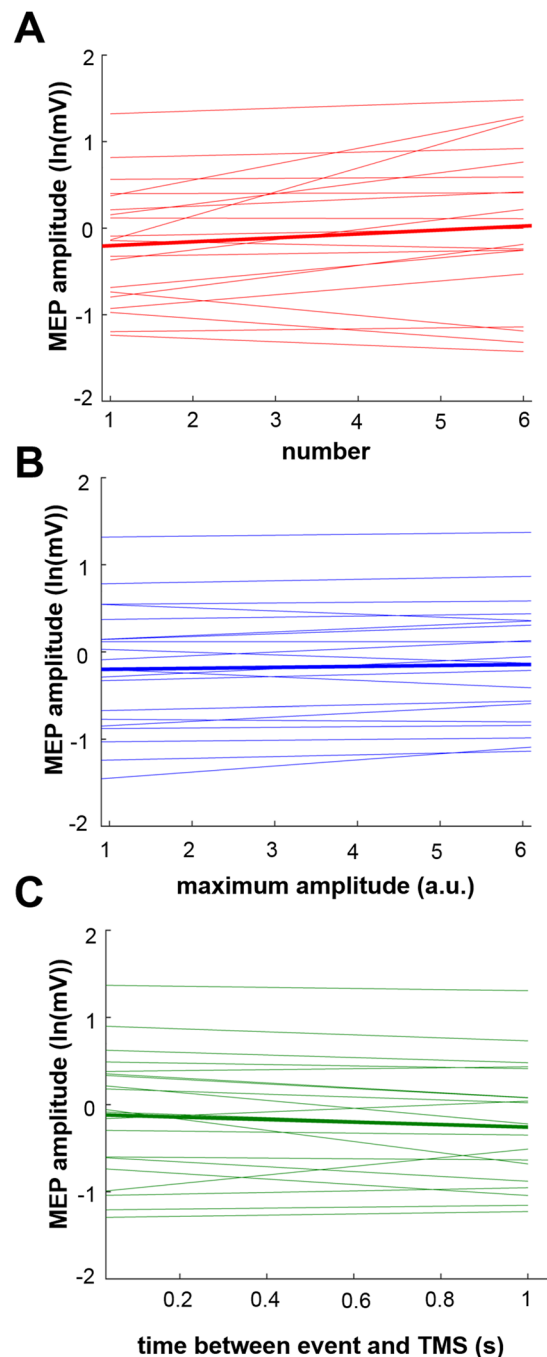 A
MEP amplitude (ln(mV))
2
1
0
-1
-2
1 2 3 4 5 6
number
B
MEP amplitude (ln(mV))
2
1
0
-1
-2
1 2 3 4 5 6
maximum amplitude (a.u.)
C
MEP amplitude (ln(mV))
2
1
0
-1
-2
0.2 0.4 0.6 0.8 1
time between event and TMS (s)